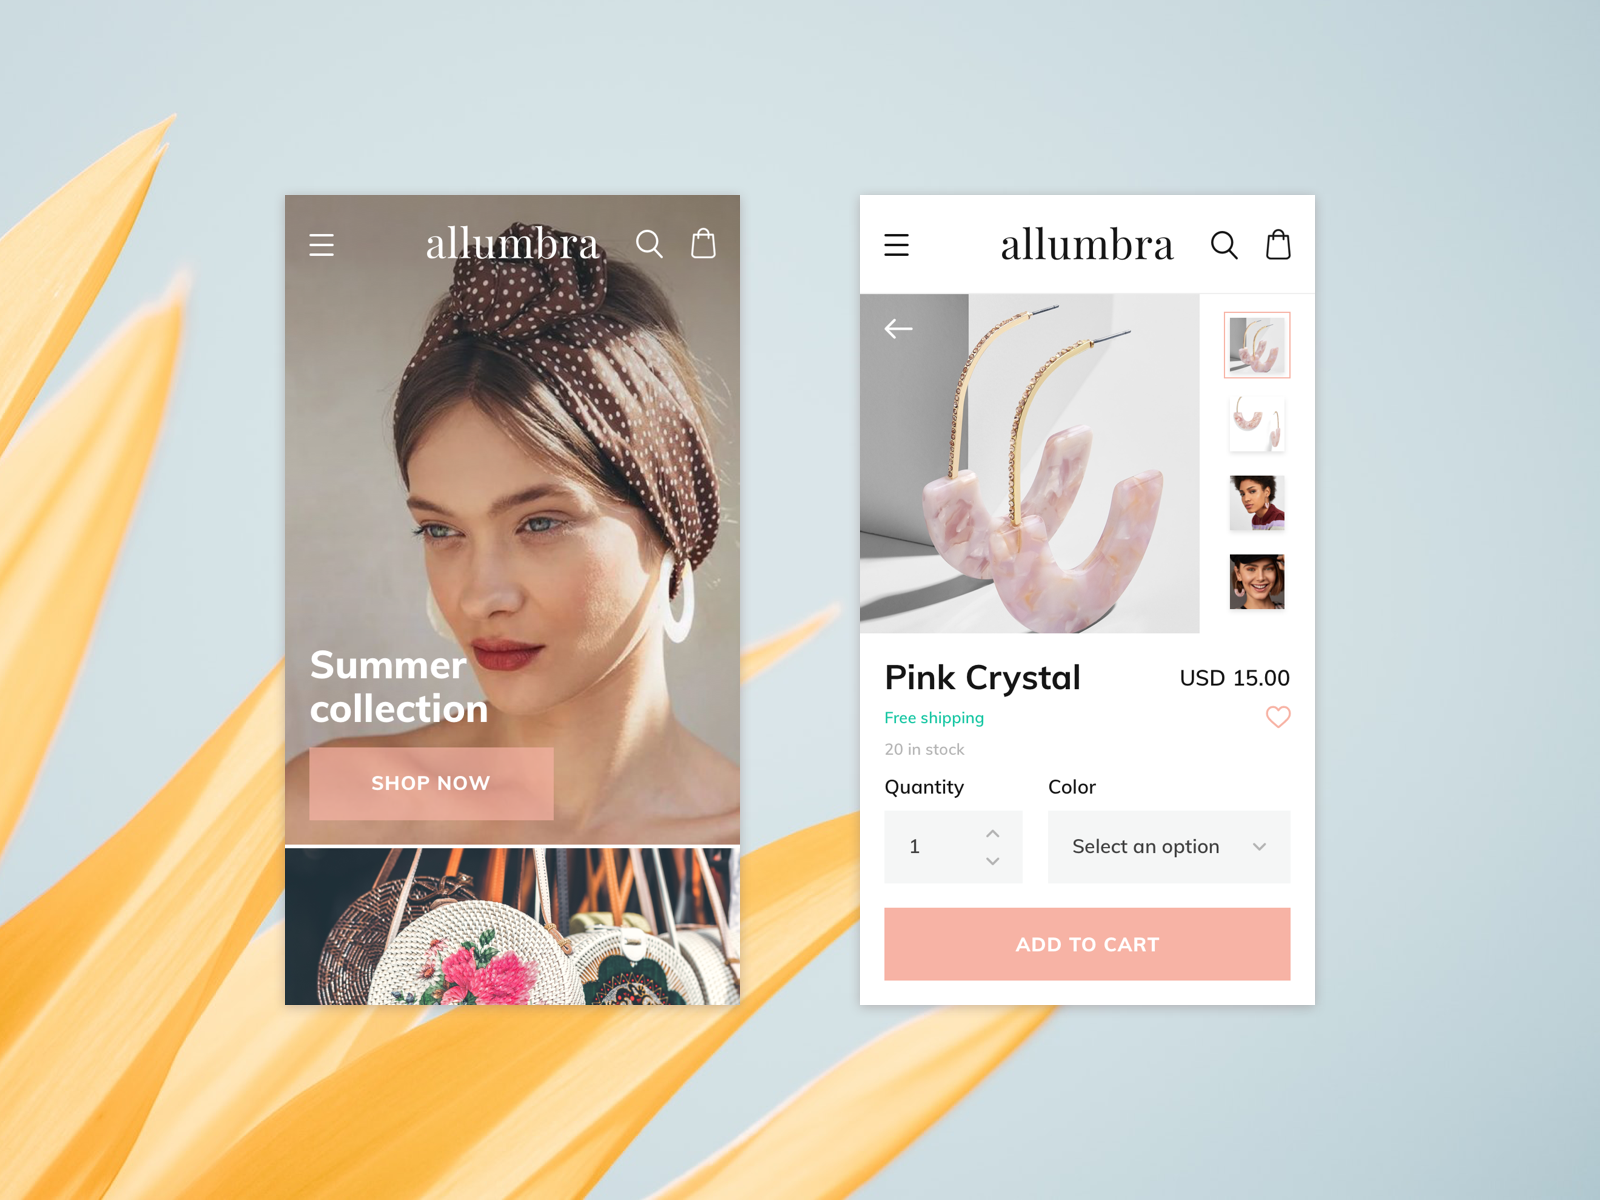 allumbra
Summer
collection
SHOP NOW
allumbra
Pink Crystal
USD 15.00
Free shipping
20 in stock
Quantity
Color
1
Select an option
ADD TO CART